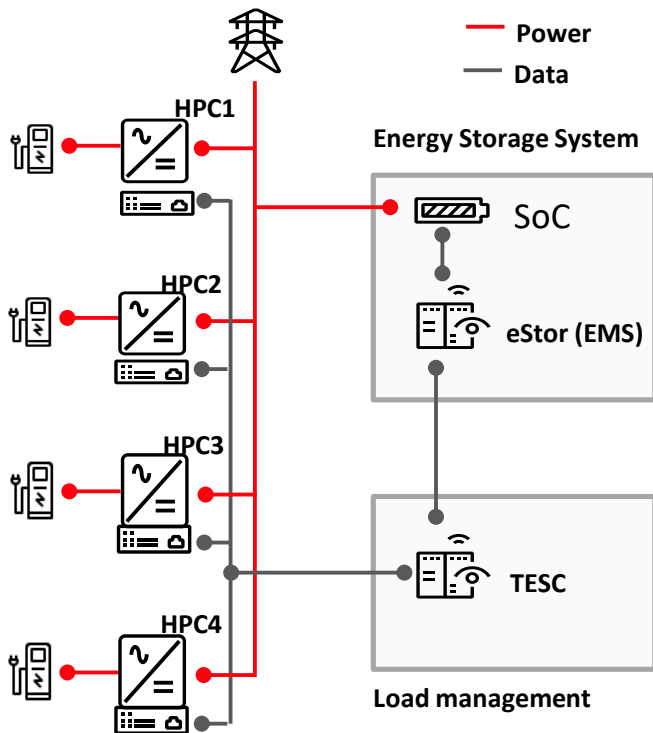 Power
Data
HPC1
Energy Storage System
SoC
HPC2
eStor (EMS)
HPC3
TESC
HPC4
Load management